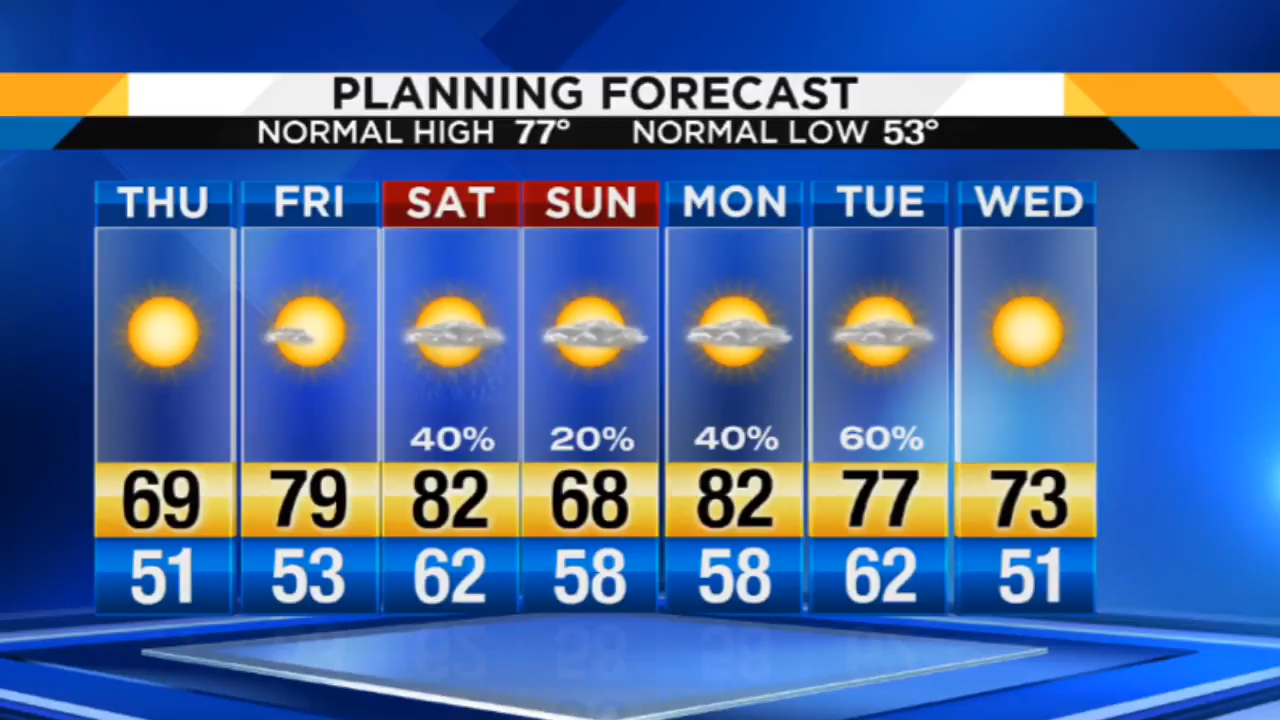 PLANNING FORECAST
NORMAL HIGH 77° NORMAL LOW 53°
THU FRI SAT SUN MON TUE WED
40% 20% 40% 60%
69 79 82 68 82 77 73
51 53 62 58 58 62 51